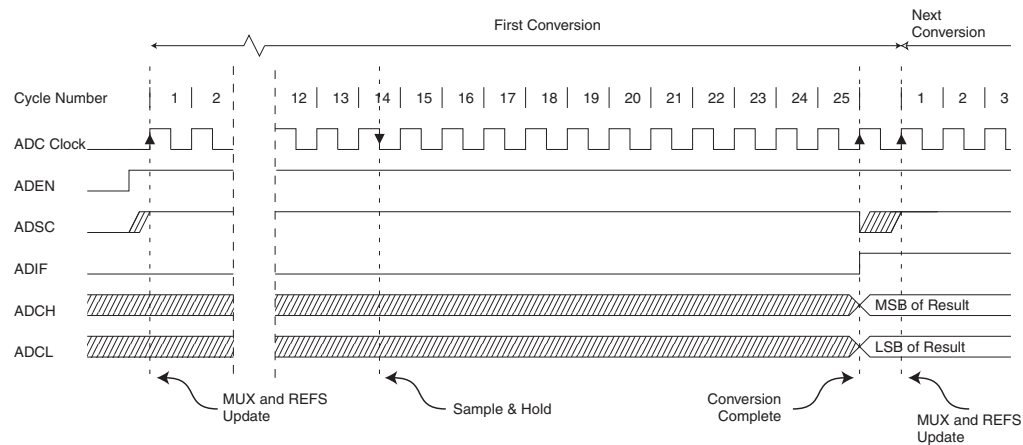 First Conversion
Next
Conversion
Cycle Number 1 2 12 13 14 15 16 17 18 19 20 21 22 23 24 25 1 2 3
ADC Clock
ADEN
ADSC
ADIF
ADCH MSB of Result
ADCL LSB of Result
MUX and REFS
Update
Sample & Hold
Conversion
Complete
MUX and REFS
Update